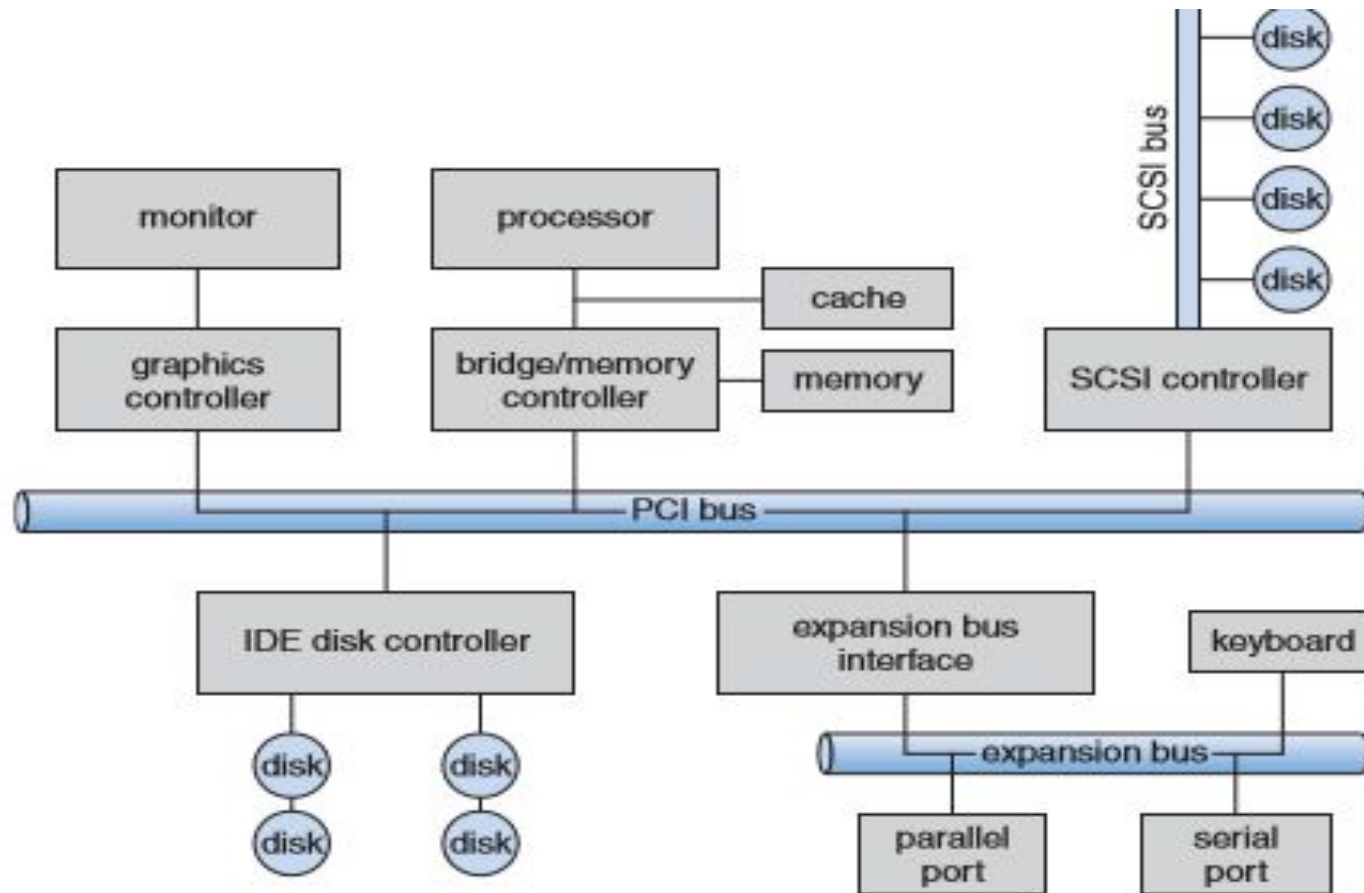 disk
disk
SCSI bus
disk
disk
monitor
processor
cache
graphics
controller
bridge/memory
controller
memory
SCSI controller
PCI bus
IDE disk controller
expansion bus
interface
keyboard
disk
disk
expansion bus
disk
disk
parallel
port
serial
port